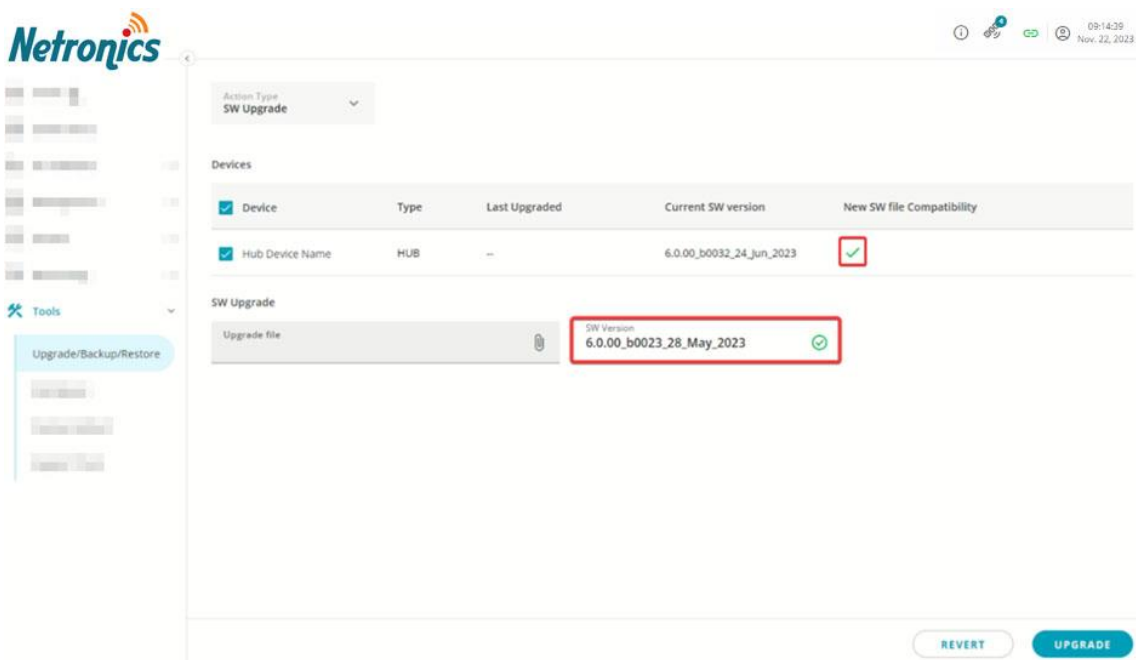 Netronics
4
09:14:39
Nov. 22, 2023
Action Type
SW Upgrade
Devices
Device Type Last Upgraded Current SW version New SW file Compatibility
Hub Device Name HUB -- 6.0.00_b0032_24_Jun_2023
Tools
SW Upgrade
Upgrade/Backup/Restore
Upgrade file
SW Version
6.0.00_b0023_28_May_2023
REVERT UPGRADE